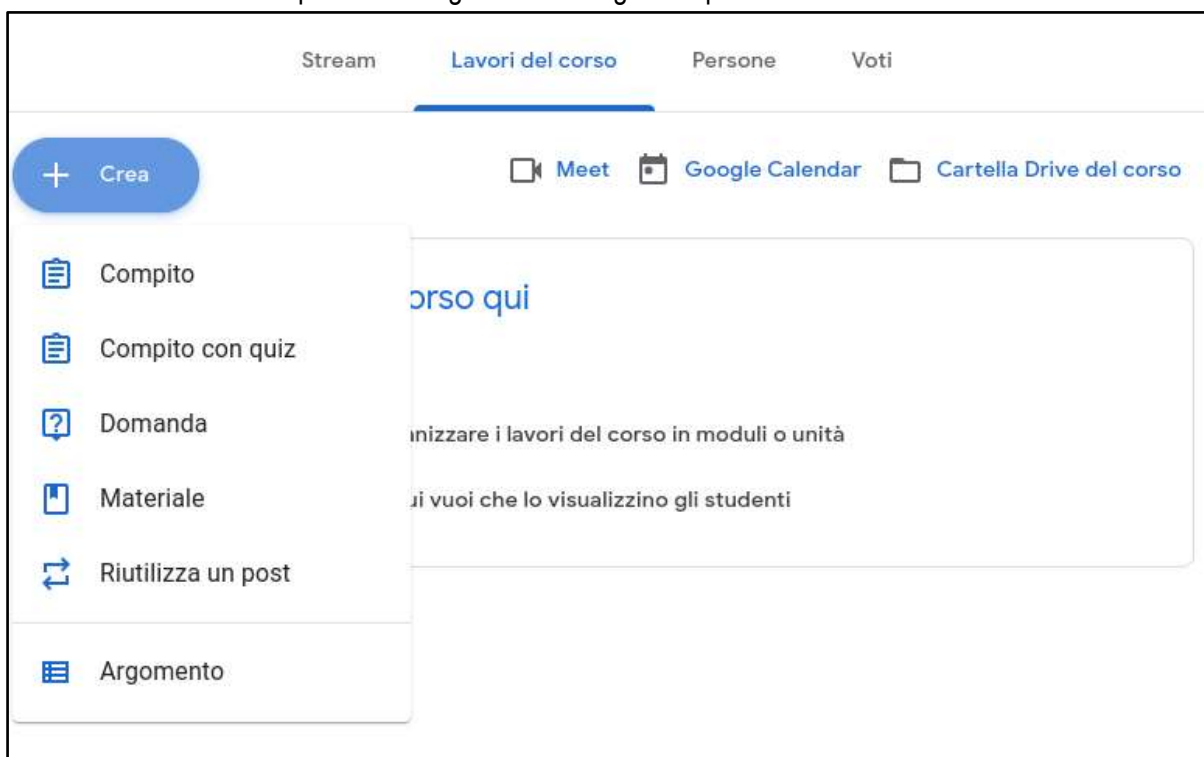 Stream Lavori del corso Persone Voti
Crea Meet Google Calendar Cartella Drive del corso
Compito
orso qui
Compito con quiz
Domanda
nizzare i lavori del corso in moduli o unità
Materiale
ui vuoi che lo visualizzino gli studenti
Riutilizza un post
Argomento